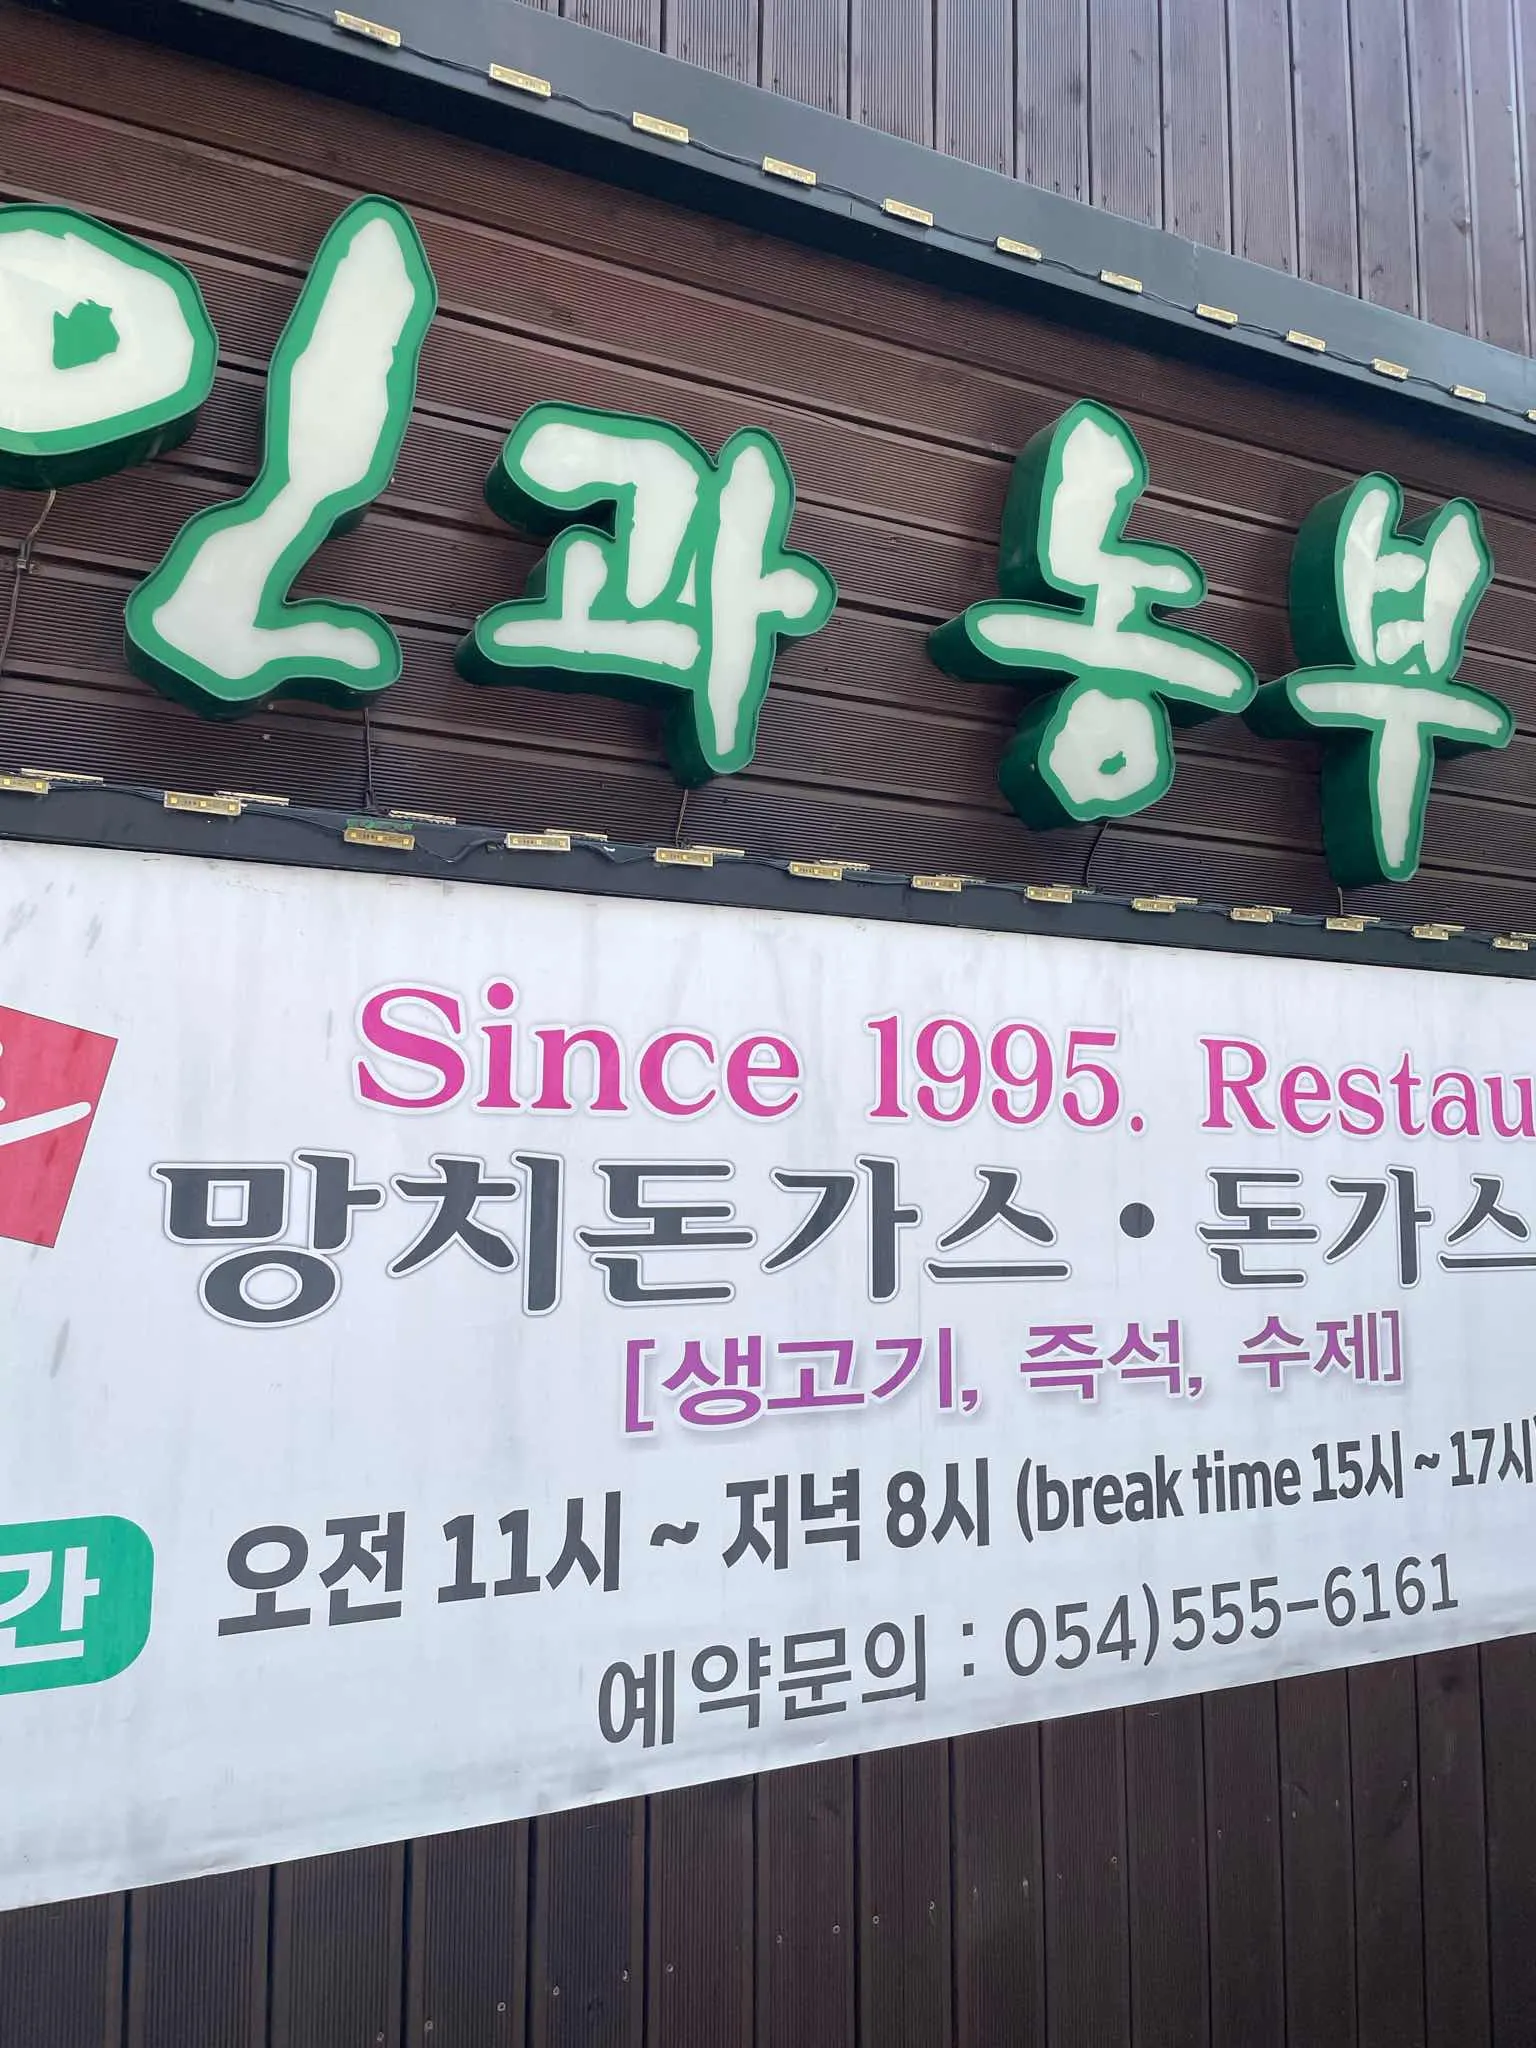 인과 농부
Since 1995. Restau
망치돈가스 · 돈가스
[생고기, 즉석, 수제]
간 오전 11시 ~ 저녁 8시 (break time 15시 ~ 17시)
예약문의 : 054)555-6161